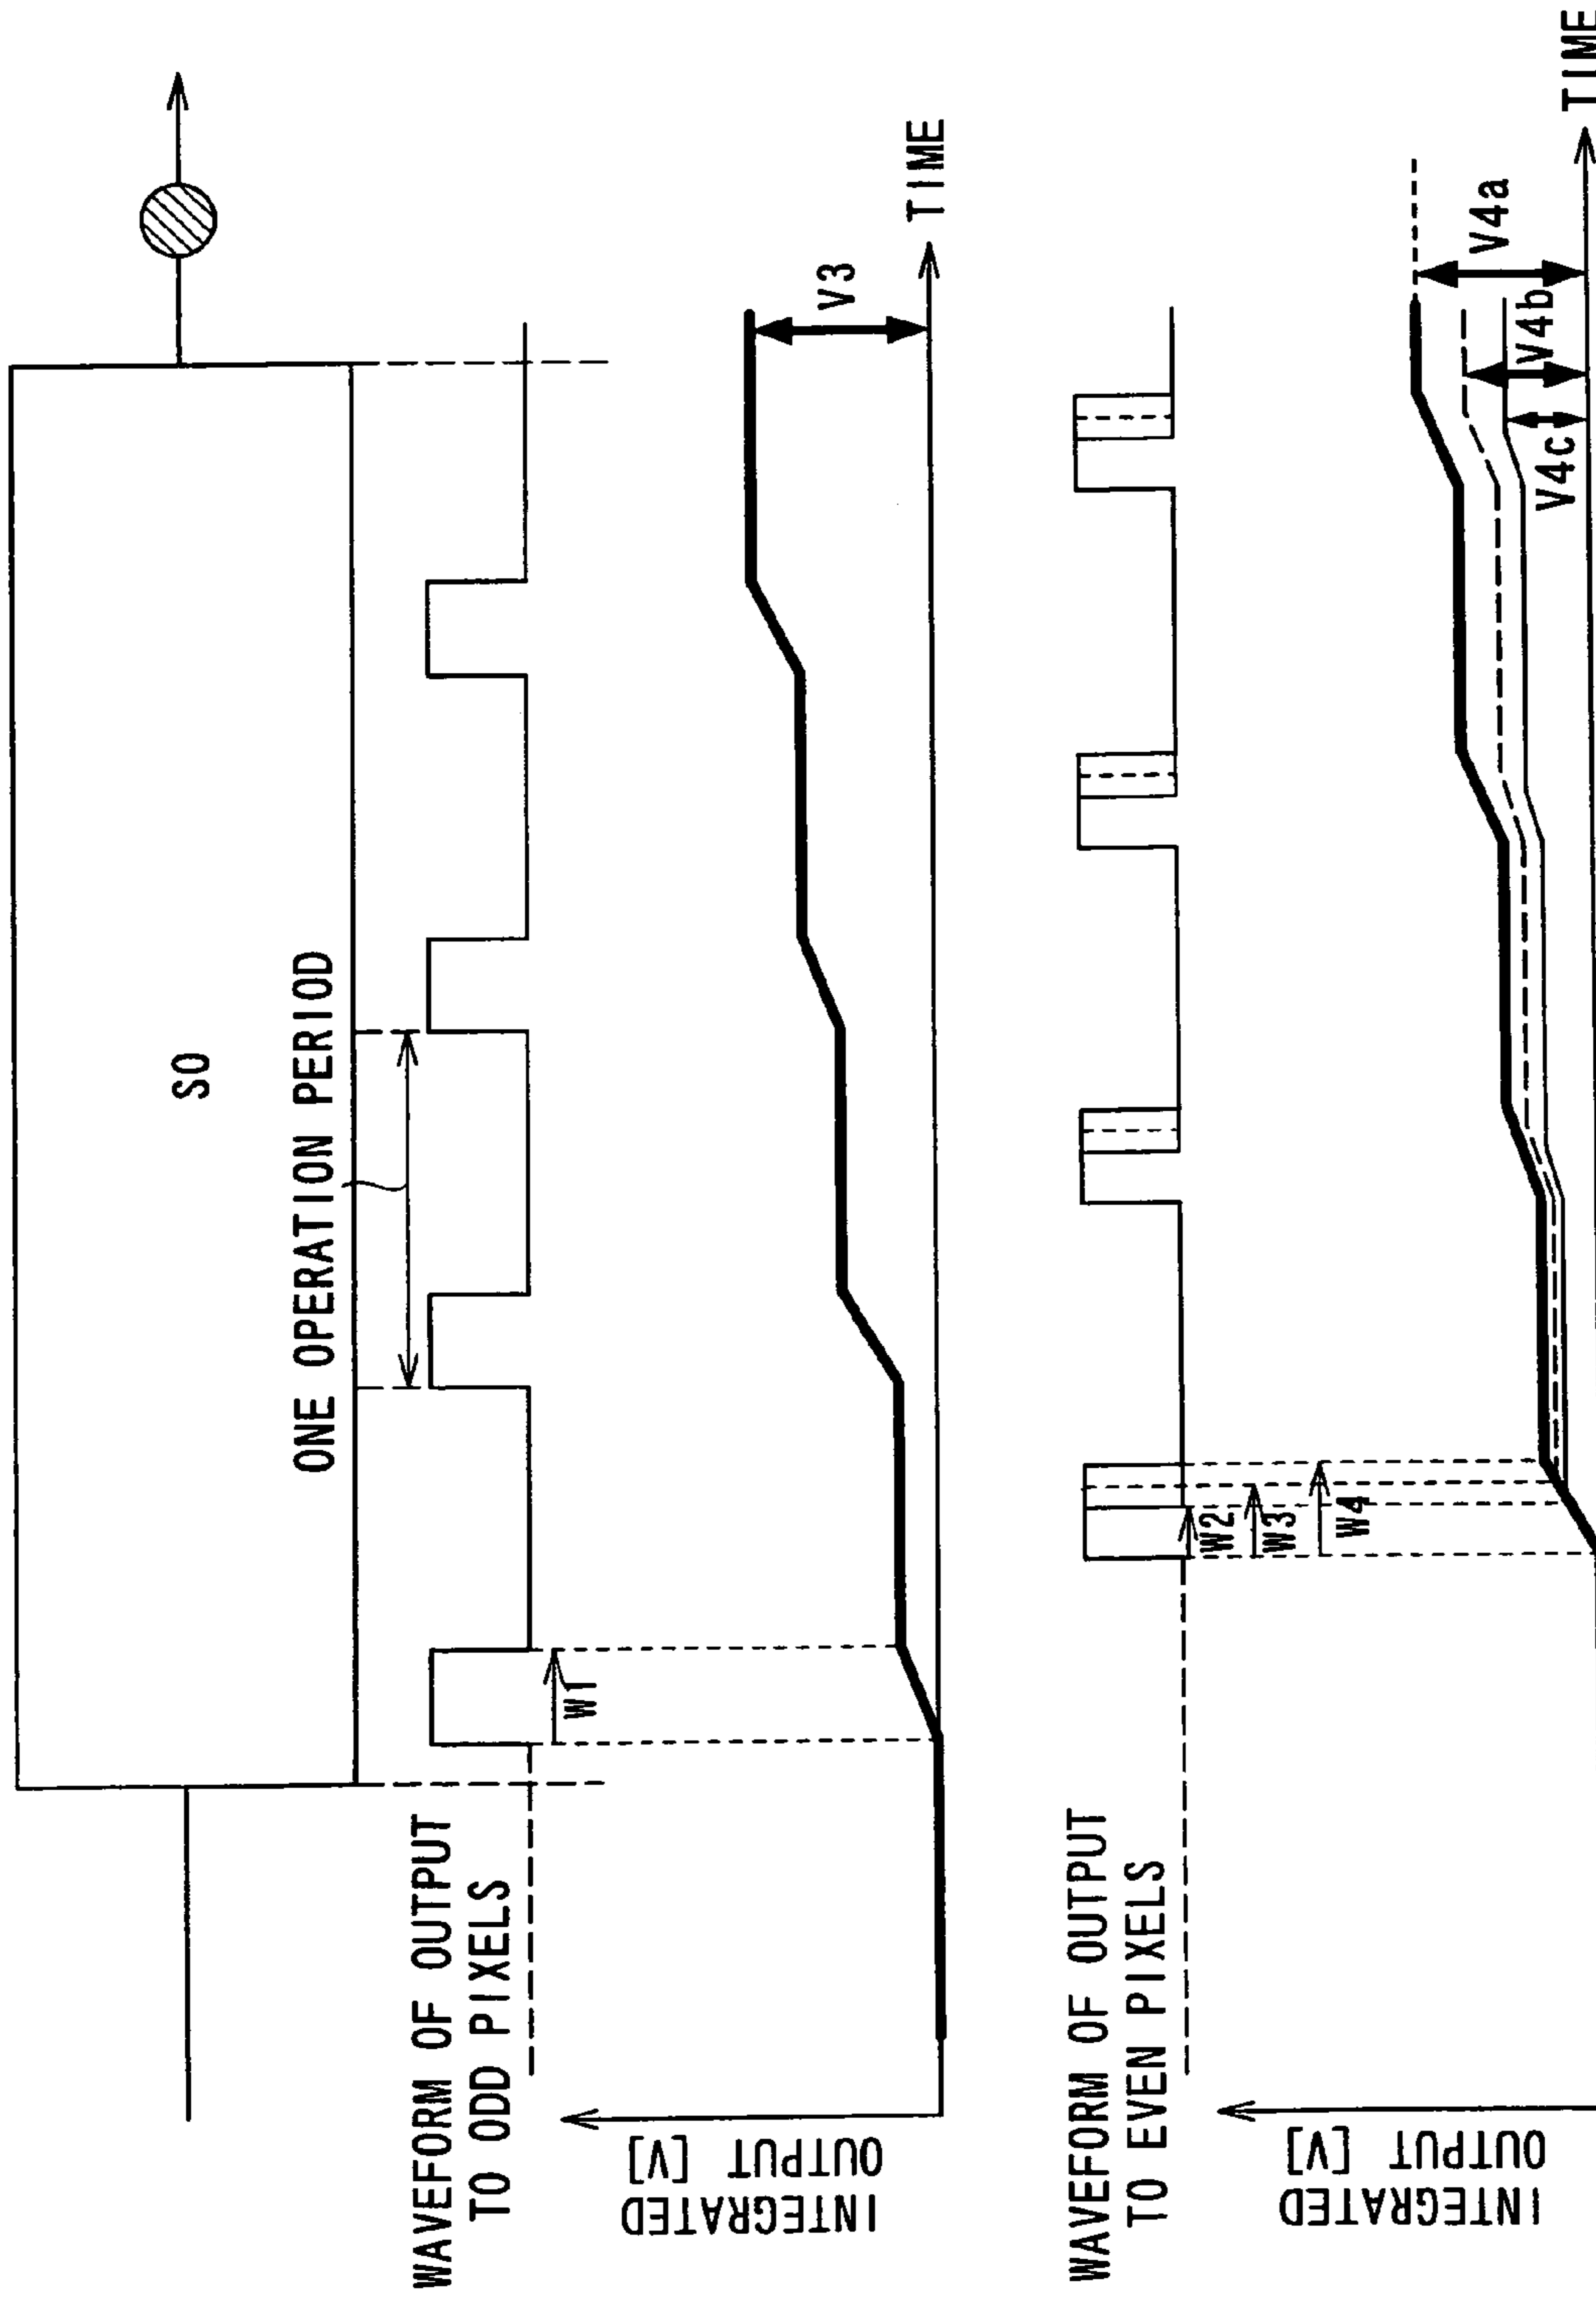 SO
ONE OPERATION PERIOD
WAVEFORM OF OUTPUT
TO ODD PIXELS
W1
INTEGRATED
OUTPUT [V]
V3
TIME
WAVEFORM OF OUTPUT
TO EVEN PIXELS
W2
W3
W4
INTEGRATED
OUTPUT [V]
V4c
V4b
V4a
TIME